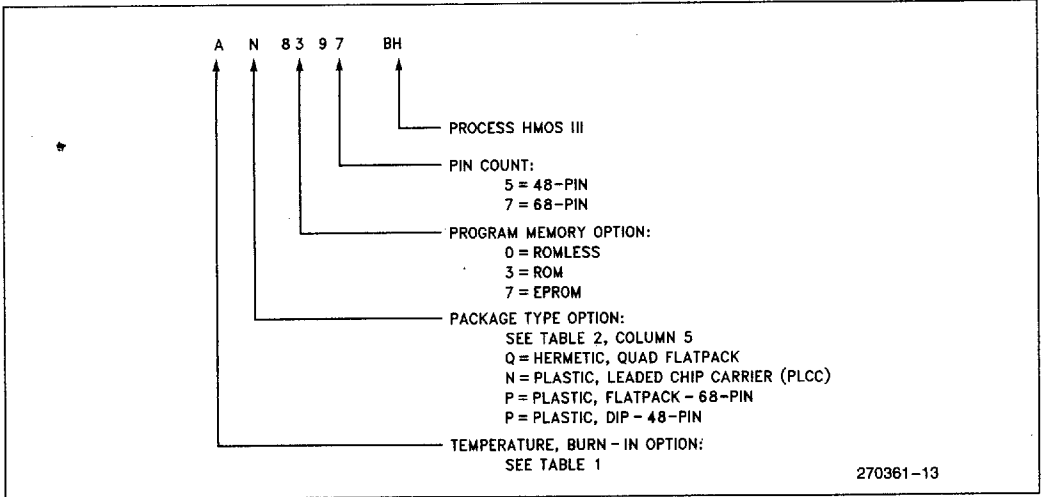 A N 83 9 7 BH
PROCESS HMOS III
PIN COUNT:
5 = 48-PIN
7 = 68-PIN
PROGRAM MEMORY OPTION:
0 = ROMLESS
3 = ROM
7 = EPROM
PACKAGE TYPE OPTION:
SEE TABLE 2, COLUMN 5
Q = HERMETIC, QUAD FLATPACK
N = PLASTIC, LEADED CHIP CARRIER (PLCC)
P = PLASTIC, FLATPACK - 68-PIN
P = PLASTIC, DIP - 48-PIN
TEMPERATURE, BURN-IN OPTION:
SEE TABLE 1
270361-13